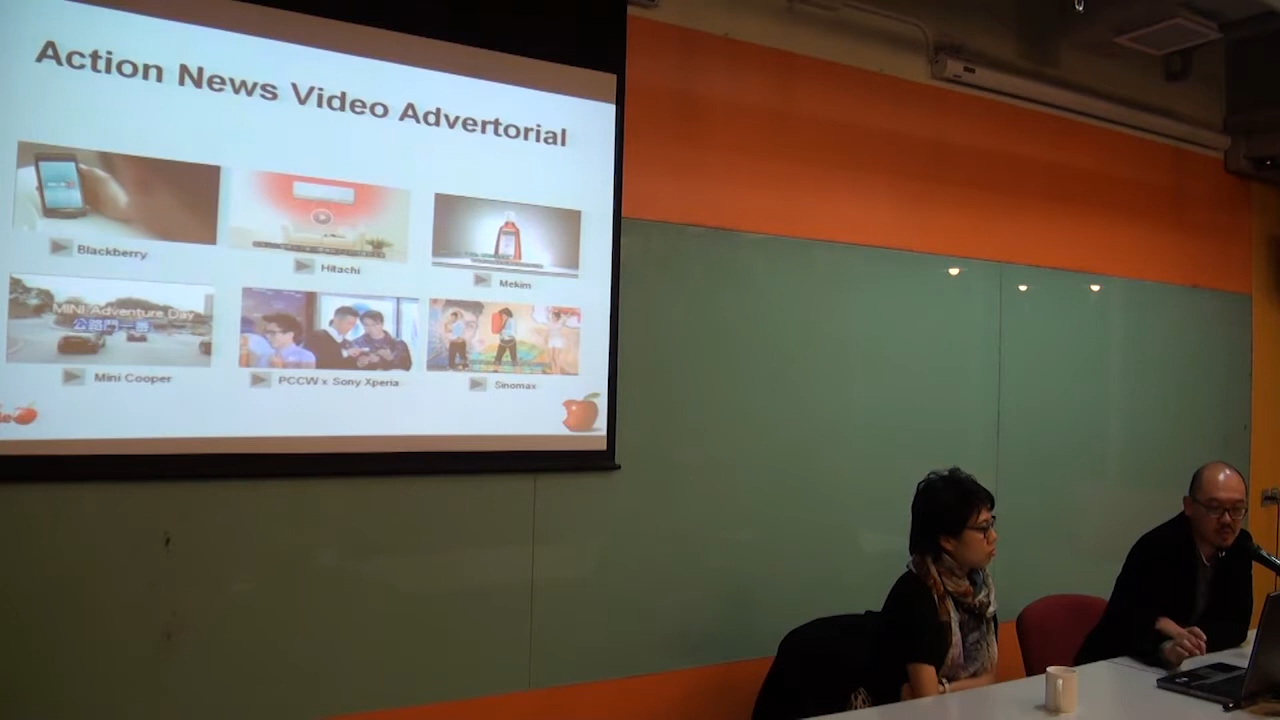 Action News Video Advertorial
Blackberry
Hitachi
Mekim
MINI Adventure Day
公路鬥一番
Mini Cooper
PCCW x Sony Xperia
Sinomax